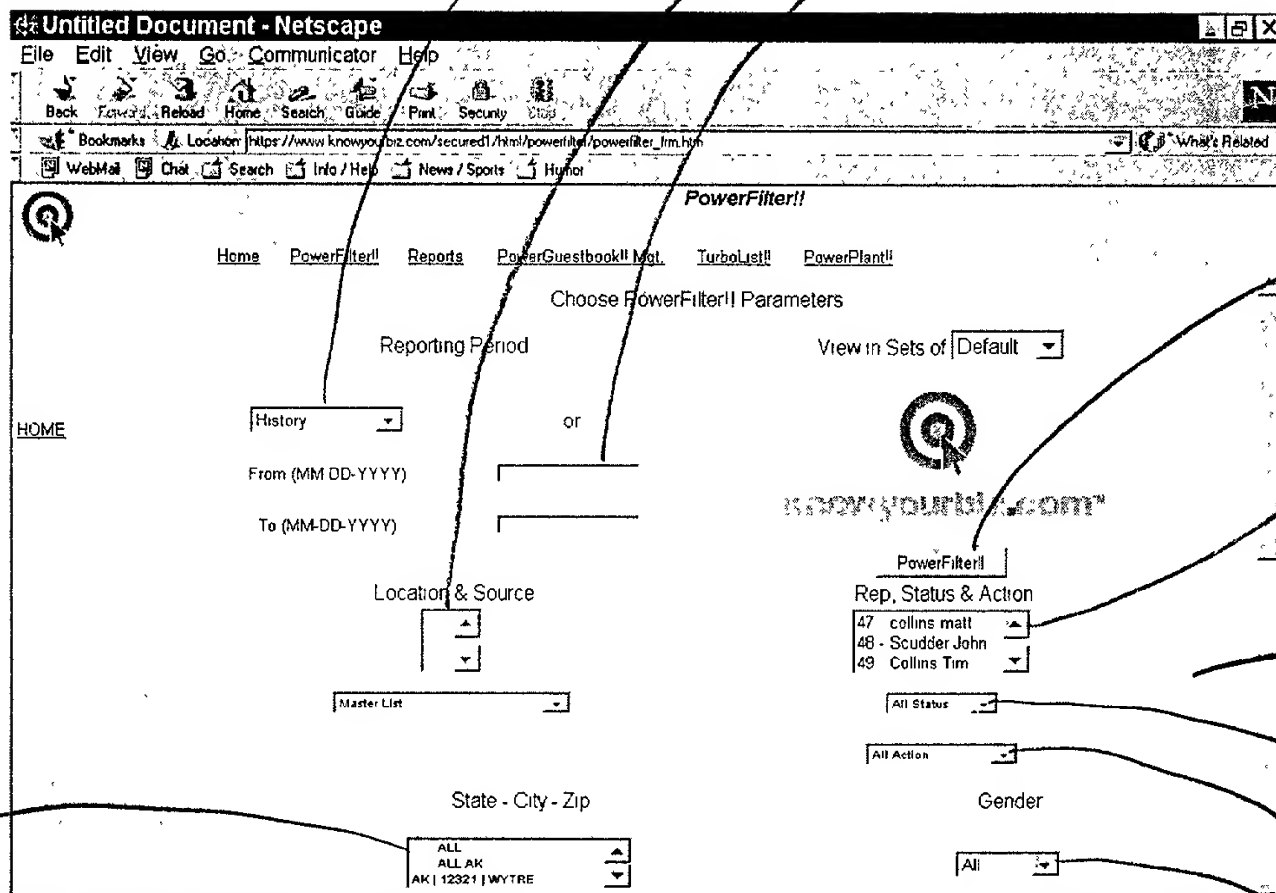 Untitled Document - Netscape
File Edit View Go Communicator Help
Back Forward Reload Home Search Guide Print Security Stop
Bookmarks Location https://www.knowyourbiz.com/secured1/html/powerfilter/powerfilter_frm.htm What's Related
WebMail Chat Search Info / Help News / Sports Humor
PowerFilter!!
Home PowerFilter!! Reports PowerGuestbook!! Mgt. TurboList!! PowerPlant!!
Choose PowerFilter!! Parameters
Reporting Period View in Sets of Default
HOME History or
From (MM DD-YYYY)
To (MM-DD-YYYY)
knowyourbiz.com
PowerFilter!!
Location & Source Rep, Status & Action
47 collins matt
48 - Scudder John
49 Collins Tim
Master List All Status
All Action
State - City - Zip Gender
ALL
ALL AK
AK | 12321 | WYTRE
All